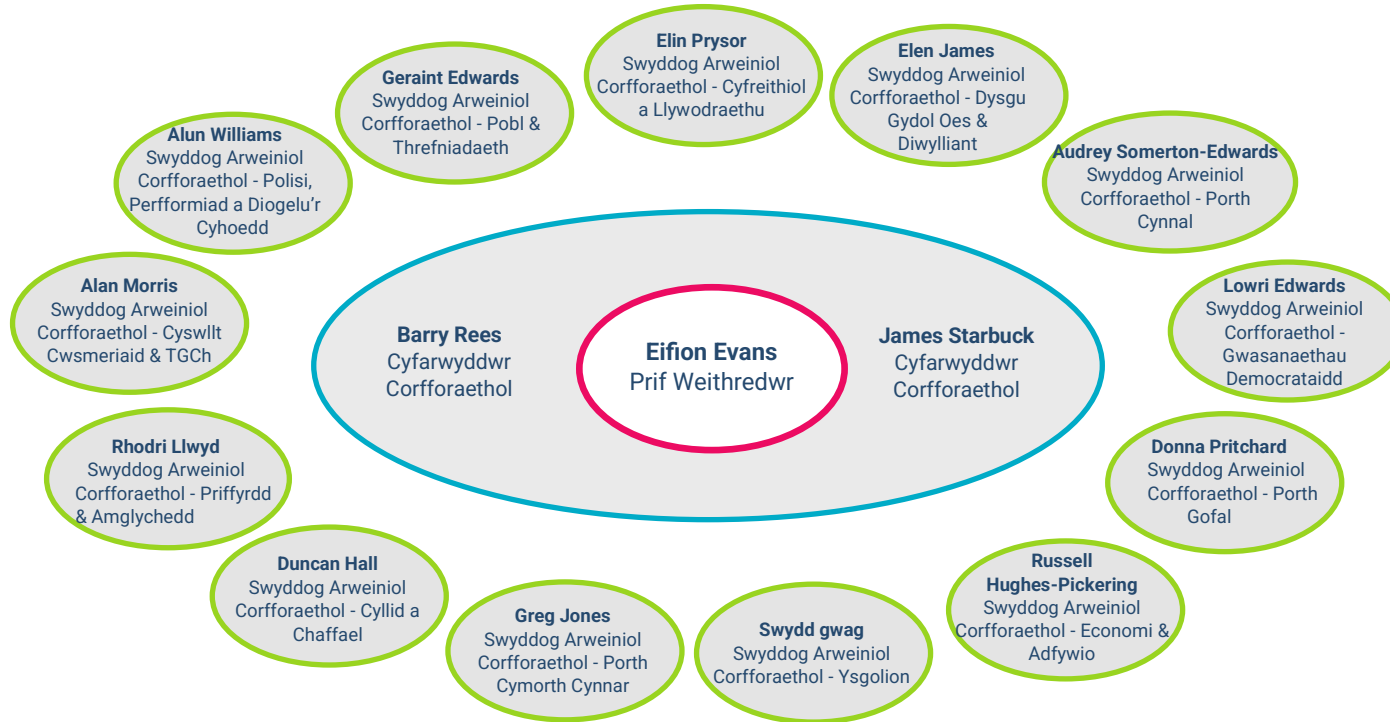 Elin Prysor
Swyddog Arweiniol
Corfforaethol - Cyfreithiol
a Llywodraethu
Elen James
Swyddog Arweiniol
Corfforaethol - Dysgu
Gydol Oes &
Diwylliant
Audrey Somerton-Edwards
Swyddog Arweiniol
Corfforaethol - Porth
Cynnal
Lowri Edwards
Swyddog Arweiniol
Corfforaethol -
Gwasanaethau
Democrataidd
Donna Pritchard
Swyddog Arweiniol
Corfforaethol - Porth
Gofal
Russell
Hughes-Pickering
Swyddog Arweiniol
Corfforaethol - Economi &
Adfywio
Swydd gwag
Swyddog Arweiniol
Corfforaethol - Ysgolion
Greg Jones
Swyddog Arweiniol
Corfforaethol - Porth
Cymorth Cynnar
Duncan Hall
Swyddog Arweiniol
Corfforaethol - Cyllid a
Chaffael
Rhodri Llwyd
Swyddog Arweiniol
Corfforaethol - Priffyrdd
& Amglychedd
Alan Morris
Swyddog Arweiniol
Corfforaethol - Cyswllt
Cwsmeriaid & TGCh
Alun Williams
Swyddog Arweiniol
Corfforaethol - Polisi,
Perfformiad a Diogelu’r
Cyhoedd
Geraint Edwards
Swyddog Arweiniol
Corfforaethol - Pobl &
Threfniadaeth
Barry Rees
Cyfarwyddwr
Corfforaethol
Eifion Evans
Prif Weithredwr
James Starbuck
Cyfarwyddwr
Corfforaethol